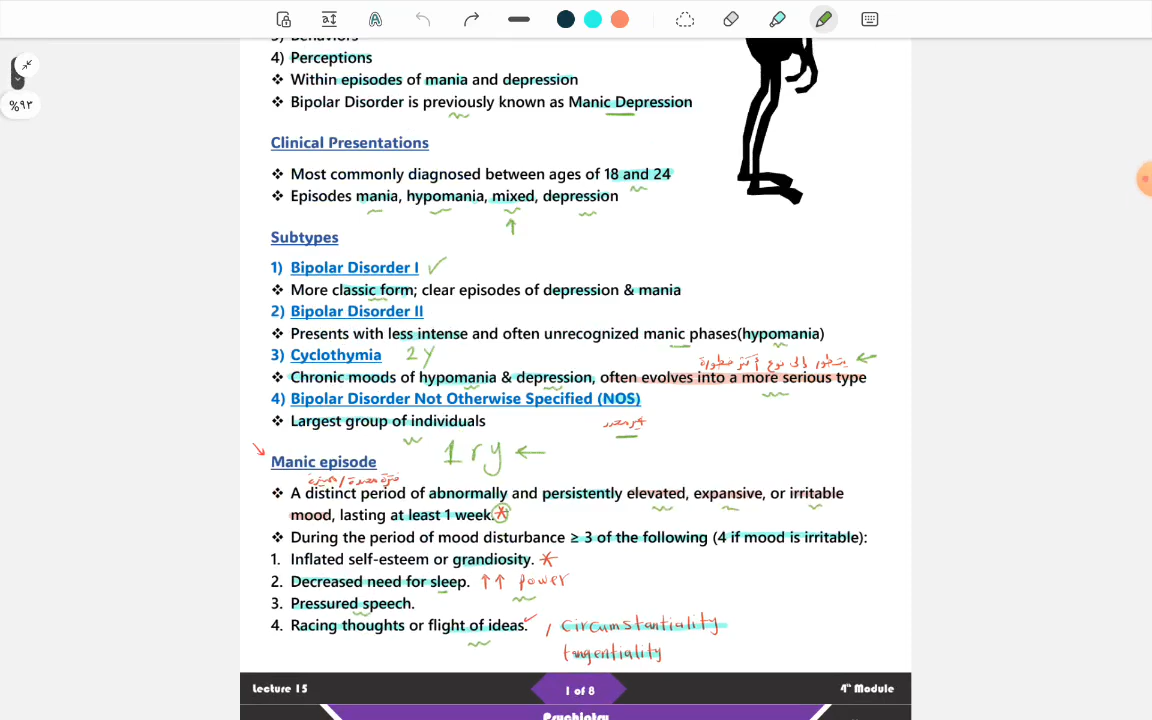 3) Behaviors
4) Perceptions
❖ Within episodes of mania and depression
❖ Bipolar Disorder is previously known as Manic Depression
%٩٣
Clinical Presentations
❖ Most commonly diagnosed between ages of 18 and 24
❖ Episodes mania, hypomania, mixed, depression
Subtypes
1) Bipolar Disorder I
❖ More classic form; clear episodes of depression & mania
2) Bipolar Disorder II
❖ Presents with less intense and often unrecognized manic phases(hypomania)
3) Cyclothymia 2 y
يتطور إلى نوع أكثر خطورة
❖ Chronic moods of hypomania & depression, often evolves into a more serious type
4) Bipolar Disorder Not Otherwise Specified (NOS)
❖ Largest group of individuals
غير محدد
1 ry
Manic episode
❖ A distinct period of abnormally and persistently elevated, expansive, or irritable
mood, lasting at least 1 week.
❖ During the period of mood disturbance ≥ 3 of the following (4 if mood is irritable):
1. Inflated self-esteem or grandiosity.
2. Decreased need for sleep. ↑↑ power
3. Pressured speech.
4. Racing thoughts or flight of ideas. , Circumstantiality
tangentiality
Lecture 15
1 of 8
4th Module
Psychiatry